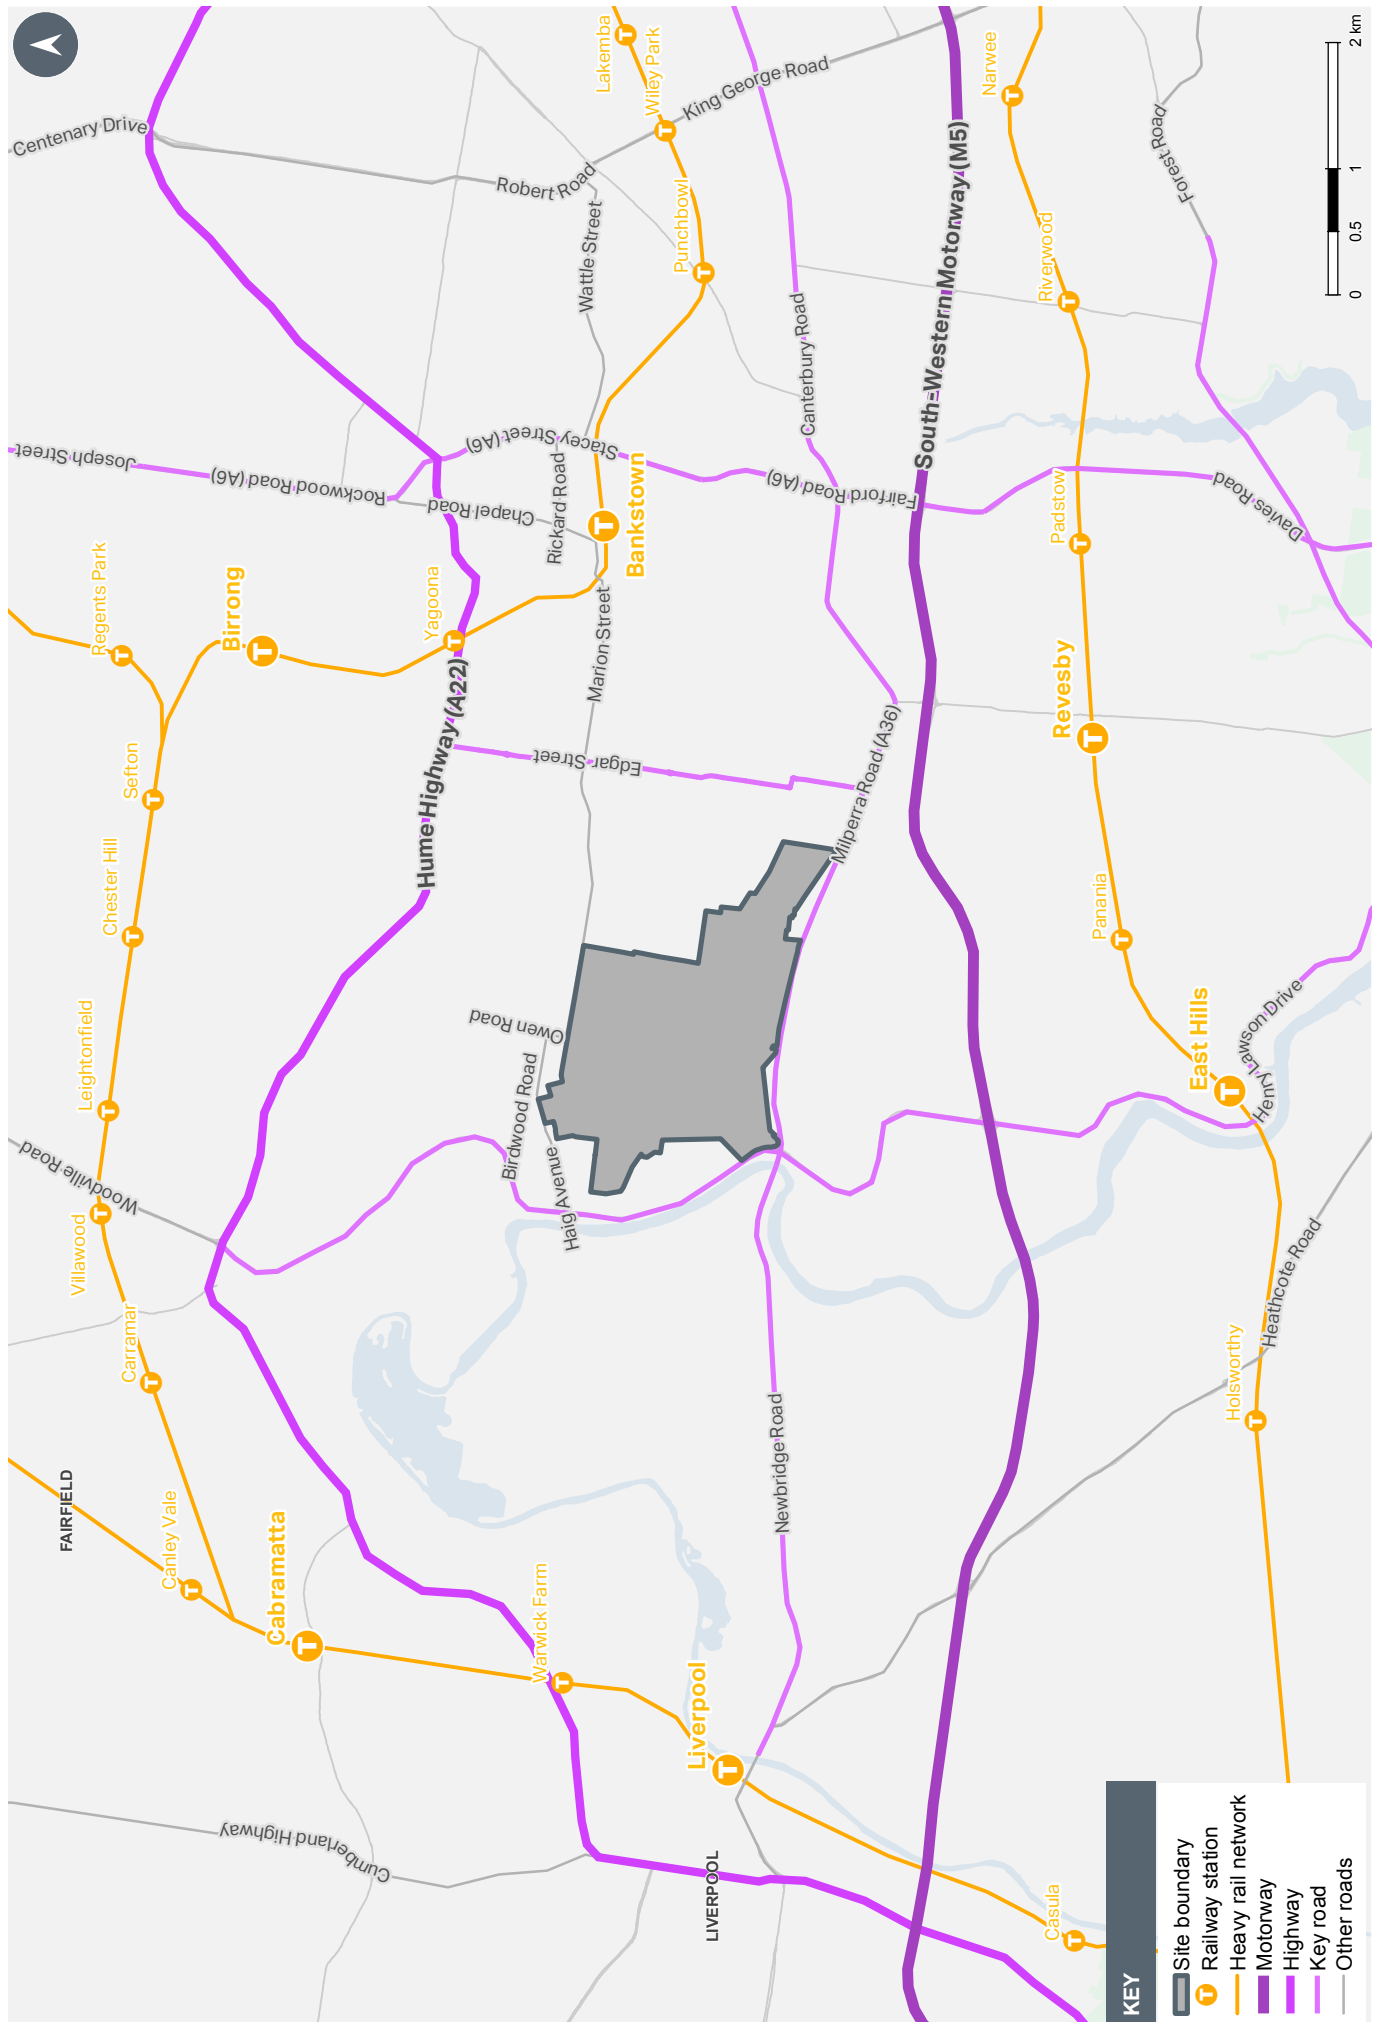 FAIRFIELD
Canley Vale
Cabramatta
Carramar
Villawood
Leightonfield
Chester Hill
Sefton
Regents Park
Birrong
Yagoona
Bankstown
Punchbowl
Wiley Park
Lakemba
Warwick Farm
Liverpool
LIVERPOOL
Casula
Holsworthy
East Hills
Panania
Revesby
Padstow
Riverwood
Narwee
Cumberland Highway
Woodville Road
Hume Highway (A22)
Joseph Street
Rockwood Road (A6)
Chapel Road
Stacey Street (A6)
Rickard Road
Centenary Drive
Robert Road
Wattle Street
King George Road
Marion Street
Edgar Street
Owen Road
Birdwood Road
Haig Avenue
Newbridge Road
Milperra Road (A36)
Canterbury Road
Fairford Road (A6)
South-Western Motorway (M5)
Davies Road
Forest Road
Henry Lawson Drive
Heathcote Road
KEY
Site boundary
T Railway station
Heavy rail network
Motorway
Highway
Key road
Other roads
0 0.5 1 2 km